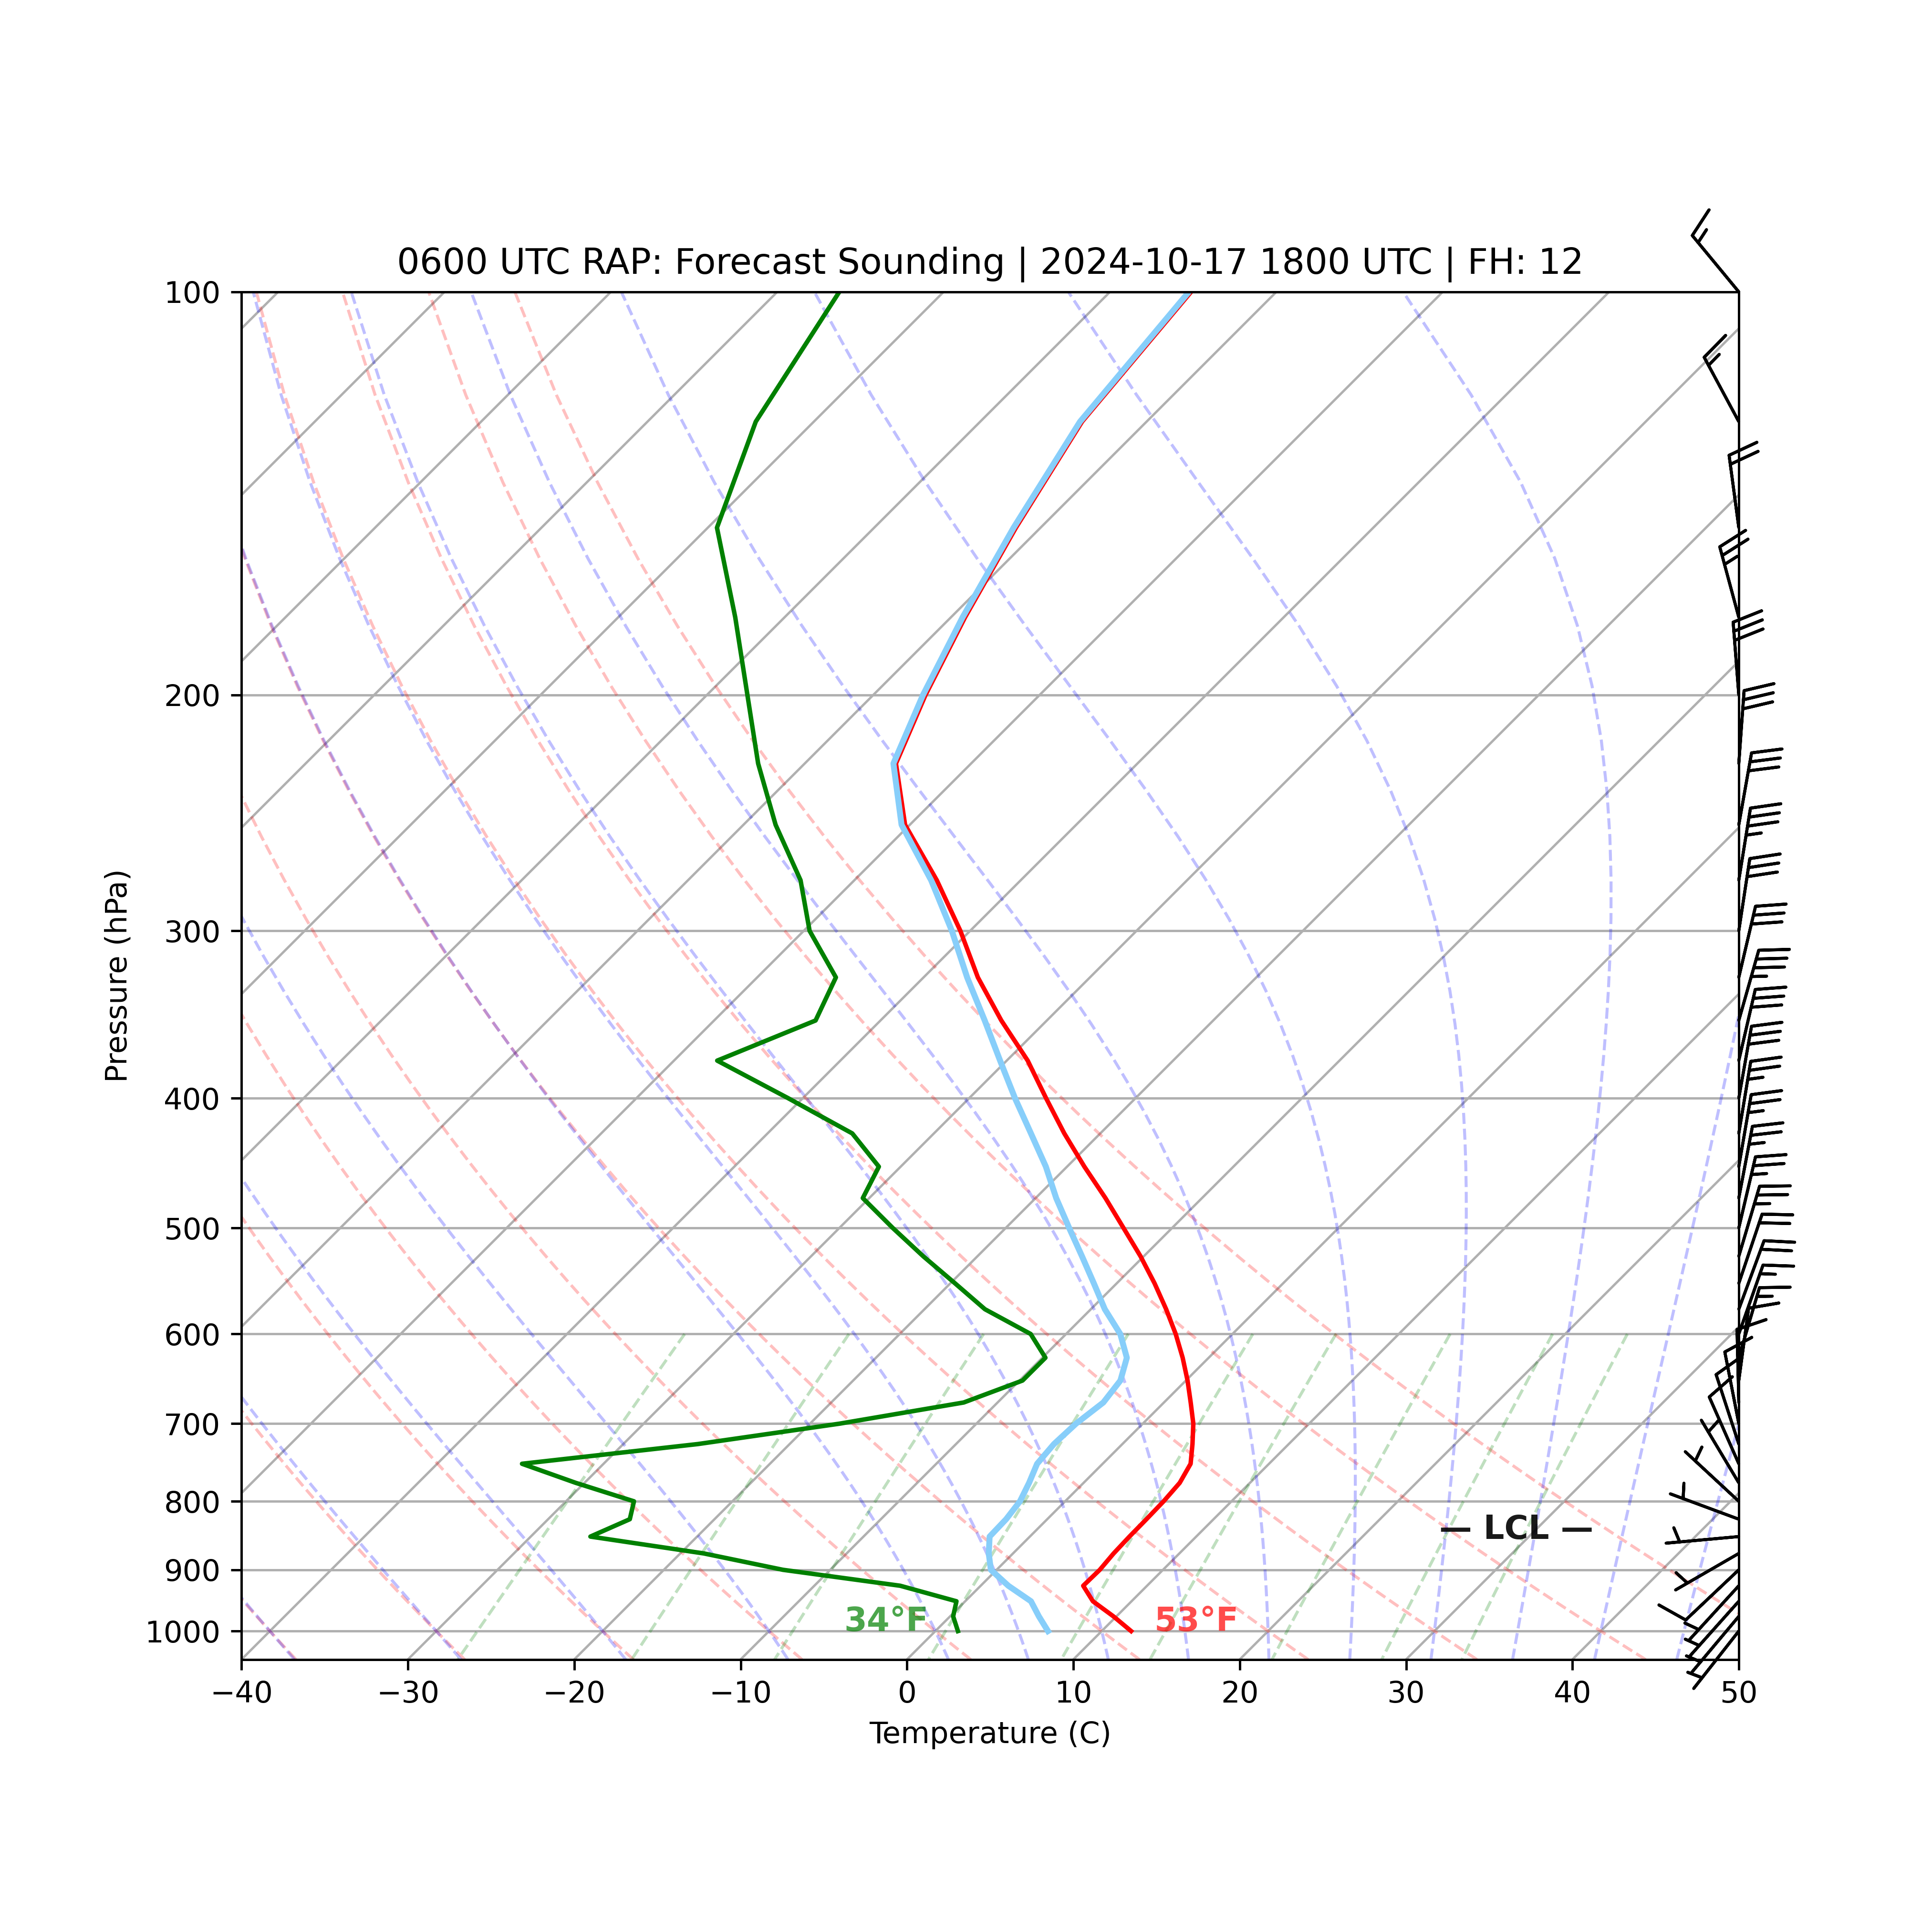 0600 UTC RAP: Forecast Sounding | 2024-10-17 1800 UTC | FH: 12
100
200
300
400
500
600
700
800
900
1000
Pressure (hPa)
— LCL —
34°F
53°F
−40 −30 −20 −10 0 10 20 30 40 50
Temperature (C)